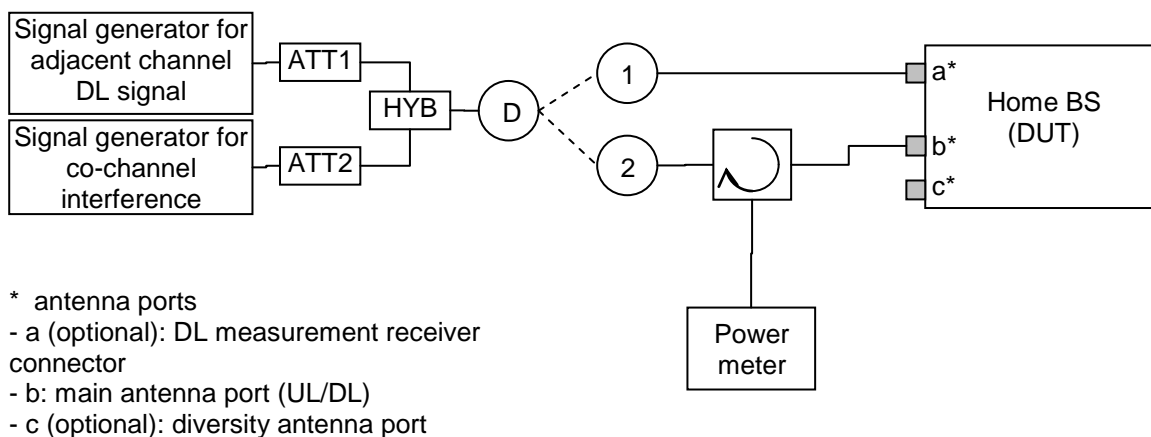 Signal generator for
adjacent channel
DL signal
ATT1
HYB
D
1
2
a*
Home BS
(DUT)
b*
c*
Signal generator for
co-channel
interference
ATT2
Power
meter
* antenna ports
- a (optional): DL measurement receiver
connector
- b: main antenna port (UL/DL)
- c (optional): diversity antenna port